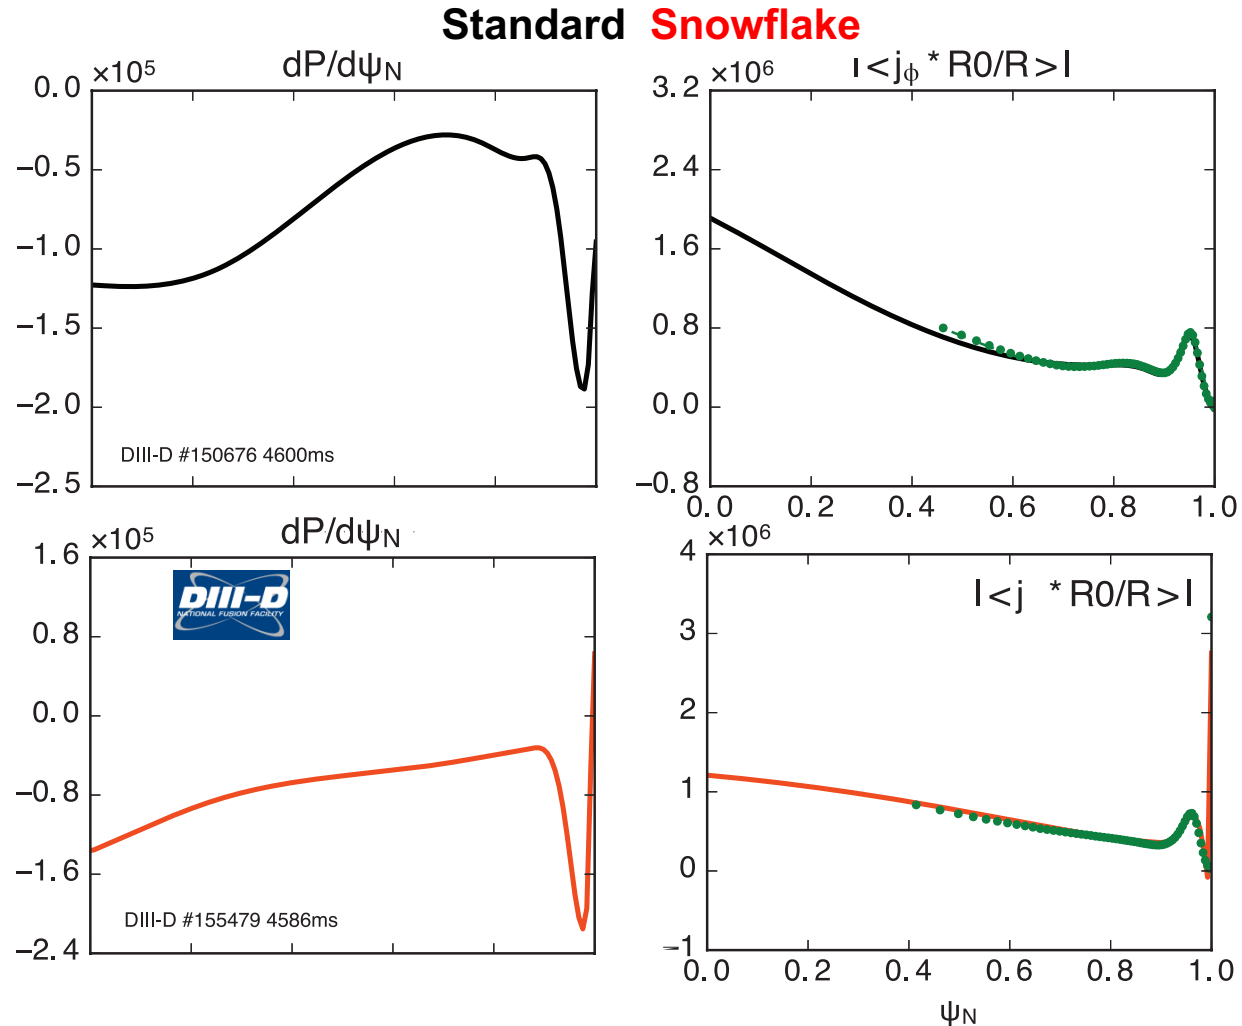 Standard Snowflake
×10⁵ dP/dψN
0.0
−0.5
−1.0
−1.5
−2.0
−2.5
DIII-D #150676 4600ms
×10⁶ I<jϕ * R0/R>I
3.2
2.4
1.6
0.8
0.0
−0.8
0.0 0.2 0.4 0.6 0.8 1.0
×10⁵ dP/dψN
1.6
0.8
0.0
−0.8
−1.6
−2.4
DIII-D
NATIONAL FUSION FACILITY
DIII-D #155479 4586ms
×10⁶
I<j * R0/R>I
4
3
2
1
0
−1
0.0 0.2 0.4 0.6 0.8 1.0
ψN